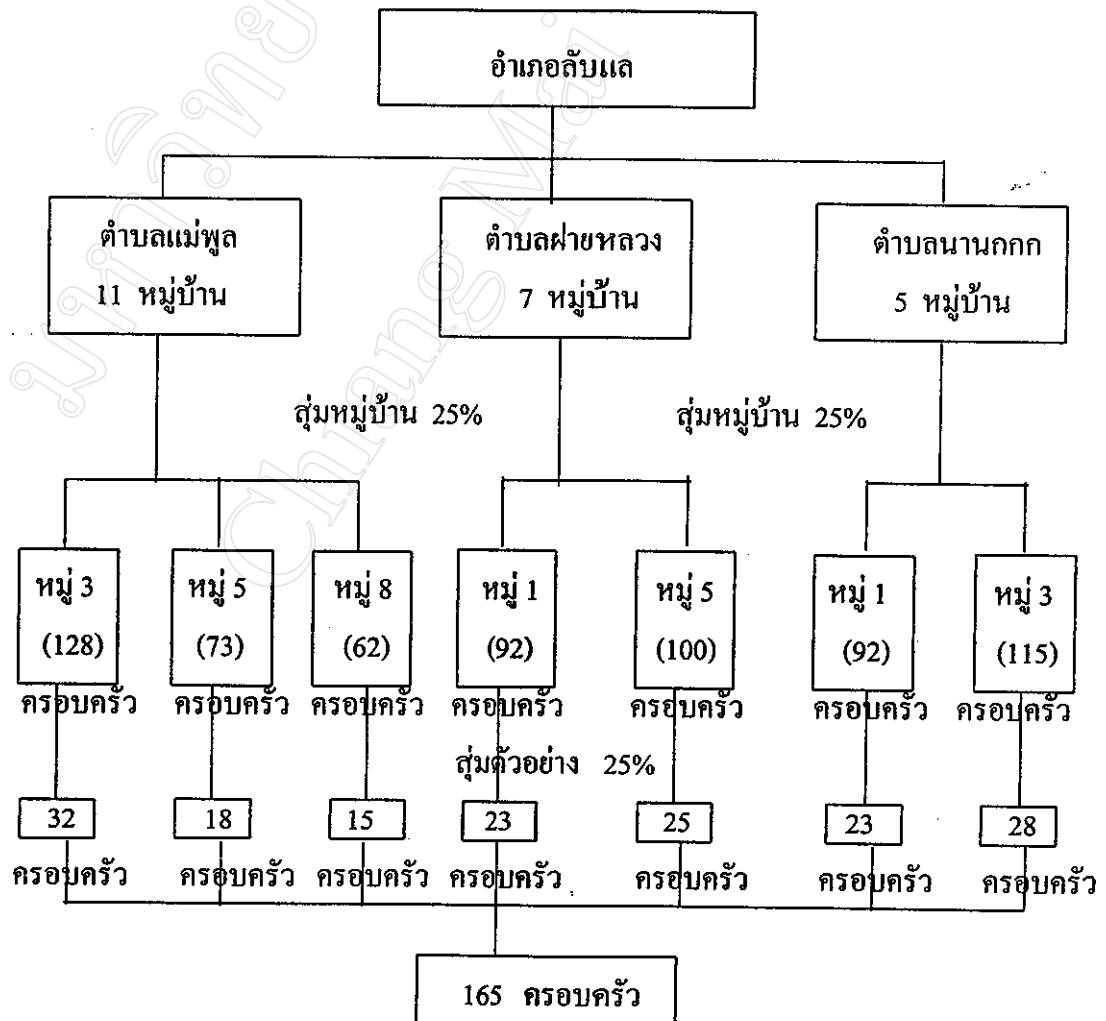 อำเภอลับแล
ตำบลแม่พูล
11 หมู่บ้าน
ตำบลฝายหลวง
7 หมู่บ้าน
ตำบลนานกกก
5 หมู่บ้าน
สุ่มหมู่บ้าน 25%
สุ่มหมู่บ้าน 25%
หมู่ 3
(128)
ครอบครัว
หมู่ 5
(73)
ครอบครัว
หมู่ 8
(62)
ครอบครัว
หมู่ 1
(92)
ครอบครัว
หมู่ 5
(100)
ครอบครัว
หมู่ 1
(92)
ครอบครัว
หมู่ 3
(115)
ครอบครัว
สุ่มตัวอย่าง 25%
32
ครอบครัว
18
ครอบครัว
15
ครอบครัว
23
ครอบครัว
25
ครอบครัว
23
ครอบครัว
28
ครอบครัว
165 ครอบครัว
Chiang Mai